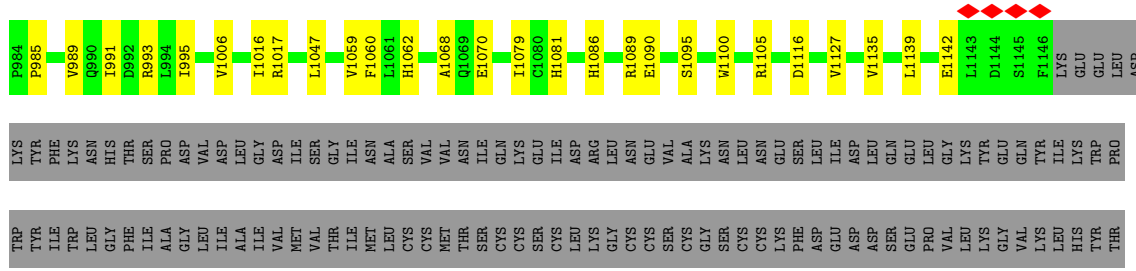 P984 P985 V989 Q990 I991 D992 R993 L994 I995 V1006 I1016 R1017 L1047 V1059 F1060 L1061 H1062 A1068 Q1069 E1070 I1079 C1080 H1081 H1086 R1089 E1090 S1095 W1100 R1105 D1116 V1127 V1135 L1139 E1142 L1143 D1144 S1145 F1146 LYS GLU GLU LEU ASP
LYS TYR PHE LYS ASN HIS THR SER PRO ASP VAL ASP LEU GLY ASP ILE SER GLY ILE ASN ALA SER VAL VAL ASN ILE GLN LYS GLU ILE ASP ARG LEU ASN GLU VAL ALA LYS ASN LEU ASN GLU SER LEU ILE ASP LEU GLN GLU LEU GLY LYS TYR GLU GLN TYR ILE LYS TRP PRO
TRP TYR ILE TRP LEU GLY PHE ILE ALA GLY LEU ILE ALA ILE VAL MET VAL THR ILE MET LEU CYS CYS MET THR SER CYS CYS SER CYS LEU LYS GLY CYS CYS SER CYS GLY SER CYS CYS LYS PHE ASP GLU ASP ASP SER GLU PRO VAL LEU LYS GLY VAL LYS LEU HIS TYR THR